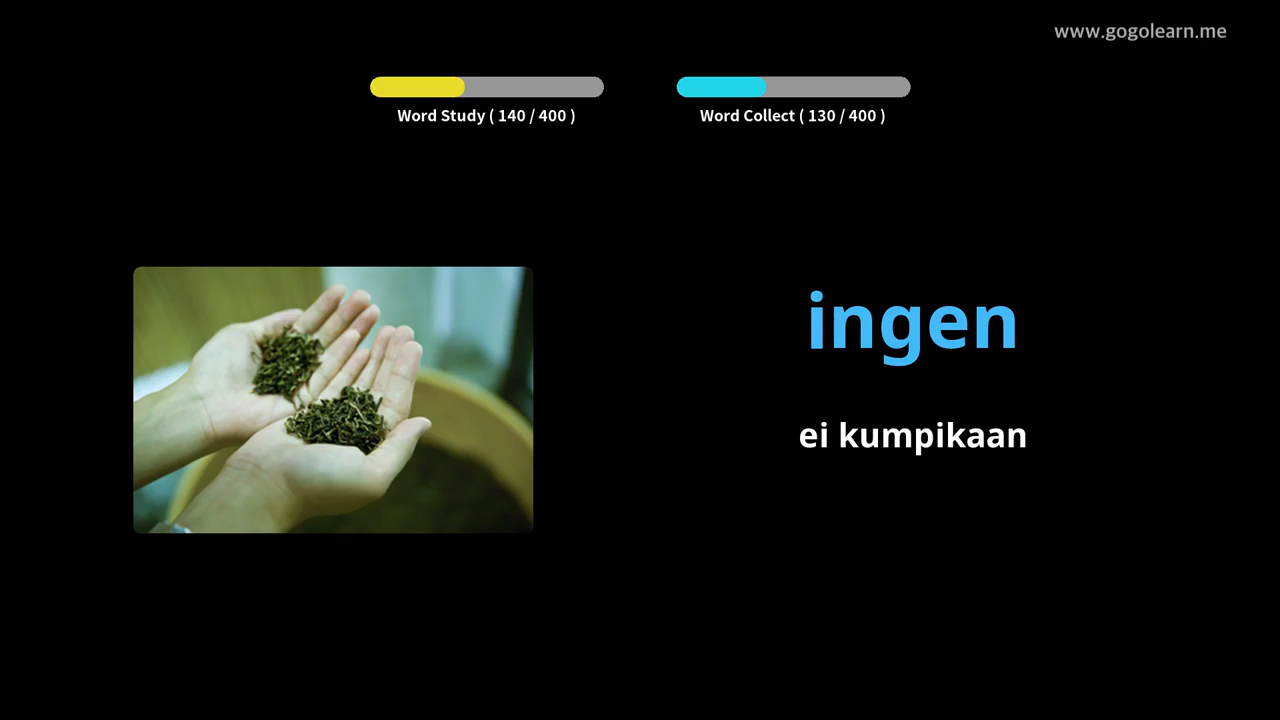 www.gogolearn.me
Word Study ( 140 / 400 )
Word Collect ( 130 / 400 )
ingen
ei kumpikaan